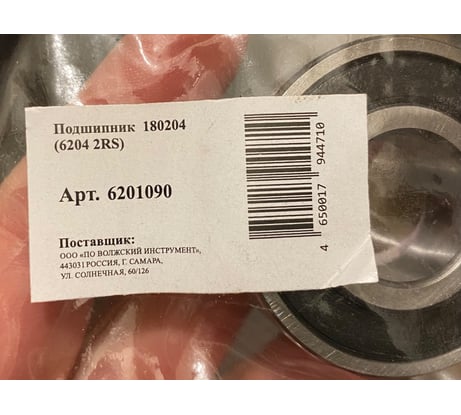 Подшипник 180204
(6204 2RS)
Арт. 6201090
Поставщик:
ООО «ПО ВОЛЖСКИЙ ИНСТРУМЕНТ»,
443031 РОССИЯ, Г. САМАРА,
УЛ. СОЛНЕЧНАЯ, 60/126
4 650017 944710